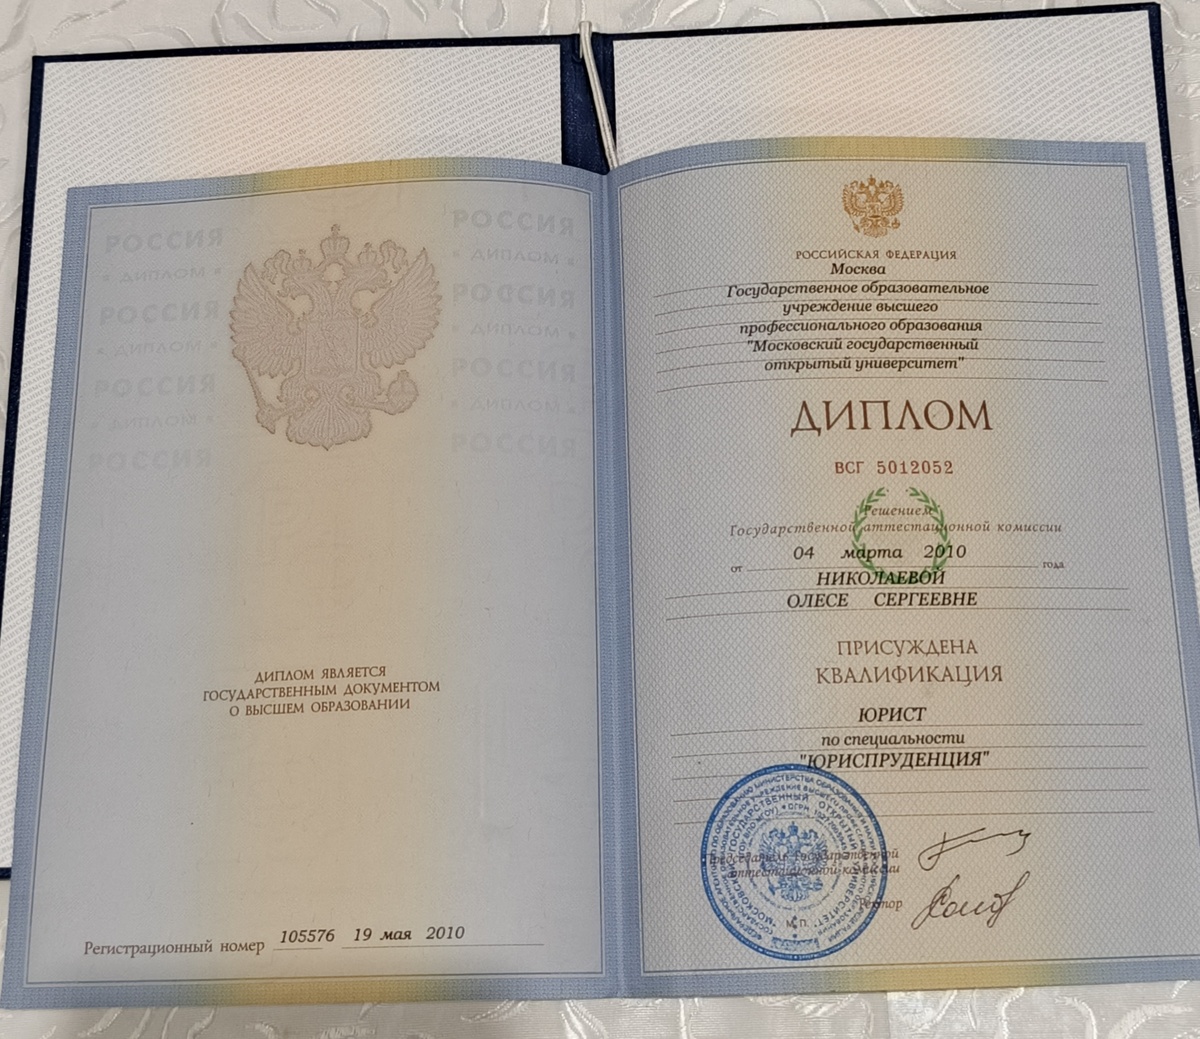 РОССИЯ
ДИПЛОМ
РОССИЯ
ДИПЛОМ
РОССИЯ
ДИПЛОМ
РОССИЯ
РОССИЯ
ДИПЛОМ
РОССИЯ
ДИПЛОМ
РОССИЯ
ДИПЛОМ
РОССИЯ
ДИПЛОМ ЯВЛЯЕТСЯ
ГОСУДАРСТВЕННЫМ ДОКУМЕНТОМ
О ВЫСШЕМ ОБРАЗОВАНИИ
Регистрационный номер 105576 19 мая 2010
РОССИЙСКАЯ ФЕДЕРАЦИЯ
Москва
Государственное образовательное
учреждение высшего
профессионального образования
"Московский государственный
открытый университет"
ДИПЛОМ
ВСГ 5012052
Решением
Государственной аттестационной комиссии
от 04 марта 2010 года
НИКОЛАЕВОЙ
ОЛЕСЕ СЕРГЕЕВНЕ
ПРИСУЖДЕНА
КВАЛИФИКАЦИЯ
ЮРИСТ
по специальности
"ЮРИСПРУДЕНЦИЯ"
Председатель Государственной
аттестационной комиссии
Ректор
М.П.